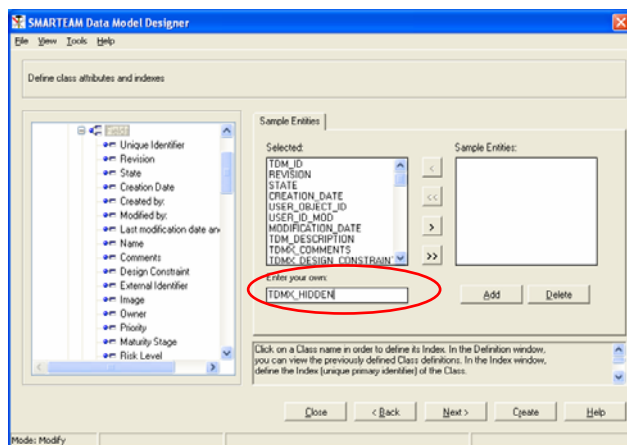 SMARTEAM Data Model Designer
File View Tools Help
Define class attributes and indexes
Fields
Unique Identifier
Revision
State
Creation Date
Created by:
Modified by:
Last modification date an
Name
Comments
Design Constraint
External Identifier
Image
Owner
Priority
Maturity Stage
Risk Level
Sample Entities
Selected:
TDM_ID
REVISION
STATE
CREATION_DATE
USER_OBJECT_ID
USER_ID_MOD
MODIFICATION_DATE
TDM_DESCRIPTION
TDMX_COMMENTS
TDMX_DESIGN_CONSTRAIN
<
<<
>
>>
Sample Entities:
Enter your own:
TDMX_HIDDEN
Add Delete
Click on a Class name in order to define its Index. In the Definition window,
you can view the previously defined Class definitions. In the Index window,
define the Index (unique primary identifier) of the Class.
Close < Back Next > Create Help
Mode: Modify